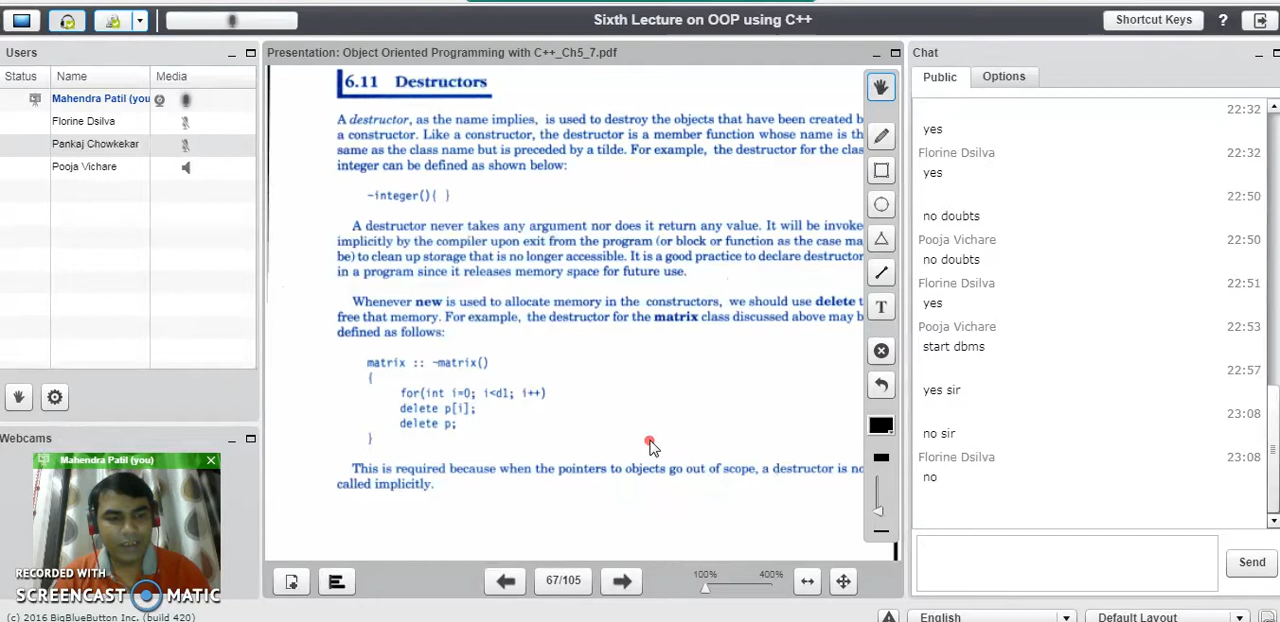 Sixth Lecture on OOP using C++
Shortcut Keys
?
Users
Status Name Media
Mahendra Patil (you)
Florine Dsilva
Pankaj Chowkekar
Pooja Vichare
Webcams
Mahendra Patil (you)
RECORDED WITH
SCREENCAST MATIC
(c) 2016 BigBlueButton Inc. (build 420)
Presentation: Object Oriented Programming with C++_Ch5_7.pdf
6.11 Destructors
A destructor, as the name implies, is used to destroy the objects that have been created b
a constructor. Like a constructor, the destructor is a member function whose name is th
same as the class name but is preceded by a tilde. For example, the destructor for the clas
integer can be defined as shown below:
~integer(){ }
A destructor never takes any argument nor does it return any value. It will be invoke
implicitly by the compiler upon exit from the program (or block or function as the case ma
be) to clean up storage that is no longer accessible. It is a good practice to declare destructor
in a program since it releases memory space for future use.
Whenever new is used to allocate memory in the constructors, we should use delete t
free that memory. For example, the destructor for the matrix class discussed above may b
defined as follows:
matrix :: ~matrix()
{
for(int i=0; i<d1; i++)
delete p[i];
delete p;
}
This is required because when the pointers to objects go out of scope, a destructor is no
called implicitly.
T
67/105
100% 400%
Chat
Public Options
22:32
yes
Florine Dsilva 22:32
yes
22:50
no doubts
Pooja Vichare 22:50
no doubts
Florine Dsilva 22:51
yes
Pooja Vichare 22:53
start dbms
22:57
yes sir
23:08
no sir
Florine Dsilva 23:08
no
Send
English Default Layout